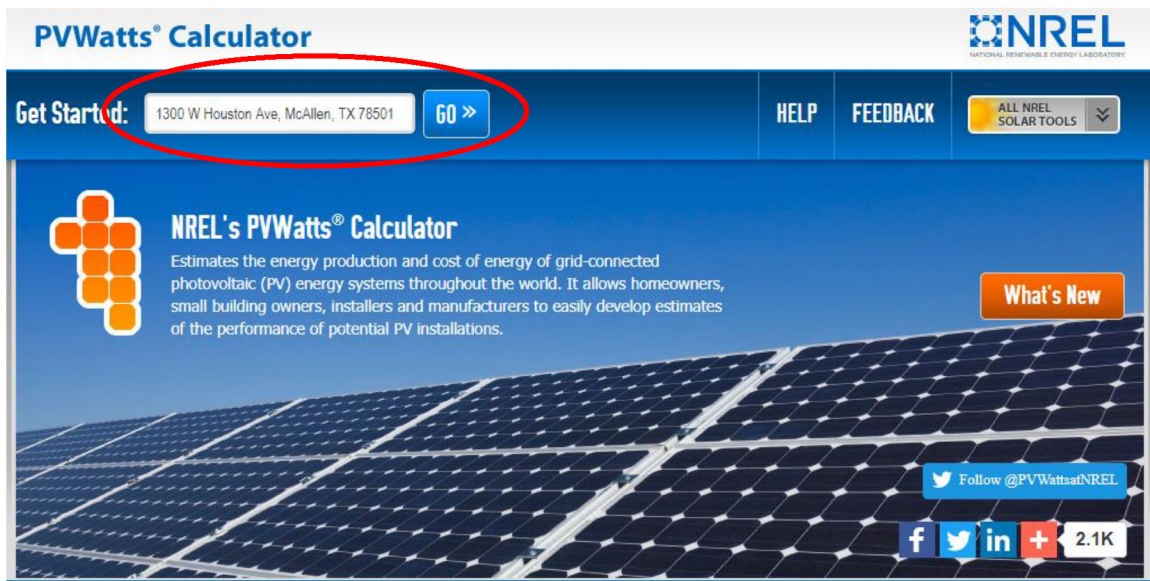 PVWatts® Calculator
NREL
NATIONAL RENEWABLE ENERGY LABORATORY
Get Started:
1300 W Houston Ave, McAllen, TX 78501
GO »
HELP
FEEDBACK
ALL NREL
SOLAR TOOLS
NREL's PVWatts® Calculator
Estimates the energy production and cost of energy of grid-connected
photovoltaic (PV) energy systems throughout the world. It allows homeowners,
small building owners, installers and manufacturers to easily develop estimates
of the performance of potential PV installations.
What's New
Follow @PVWattsatNREL
f
in
+
2.1K